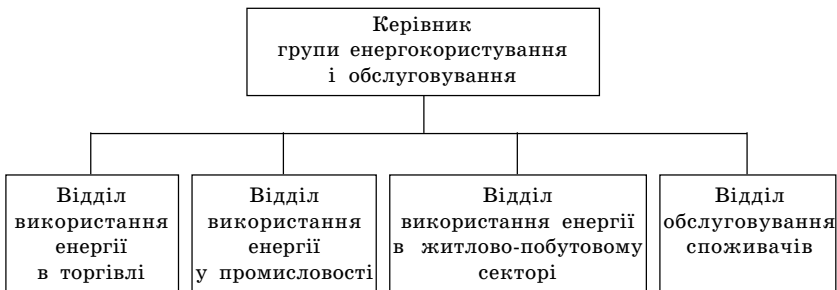 Керівник
групи енергокористування
і обслуговування
Відділ
використання
енергії
в торгівлі
Відділ
використання
енергії
у промисловості
Відділ
використання енергії
в житлово-побутовому
секторі
Відділ
обслуговування
споживачів